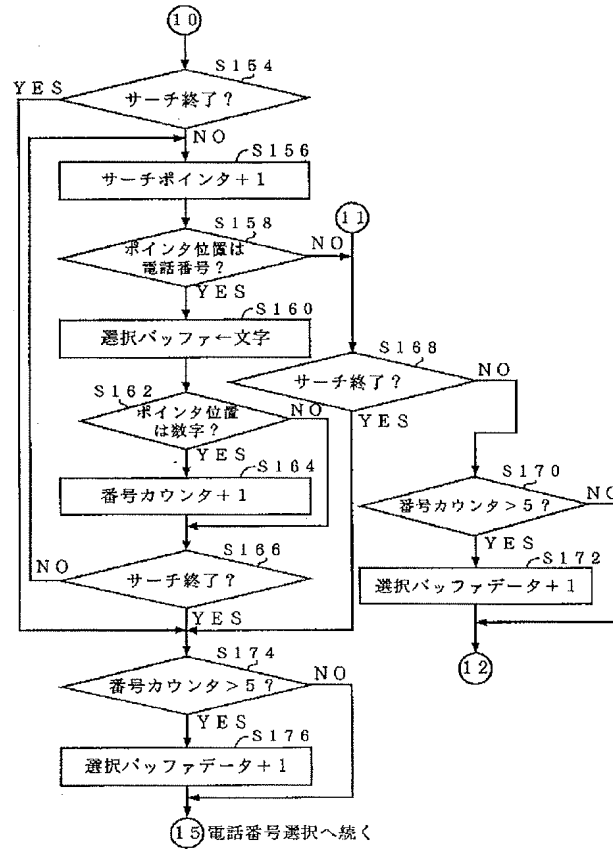 10
S154
YES
サーチ終了?
NO
S156
サーチポインタ+1
S158
11
ポインタ位置は
電話番号?
NO
YES
S160
選択バッファ←文字
S168
サーチ終了?
NO
YES
S162
ポインタ位置
は数字?
NO
YES
S164
番号カウンタ+1
S170
番号カウンタ>5?
NO
YES
S166
NO
サーチ終了?
YES
S172
選択バッファデータ+1
12
S174
番号カウンタ>5?
NO
YES
S176
選択バッファデータ+1
15 電話番号選択へ続く